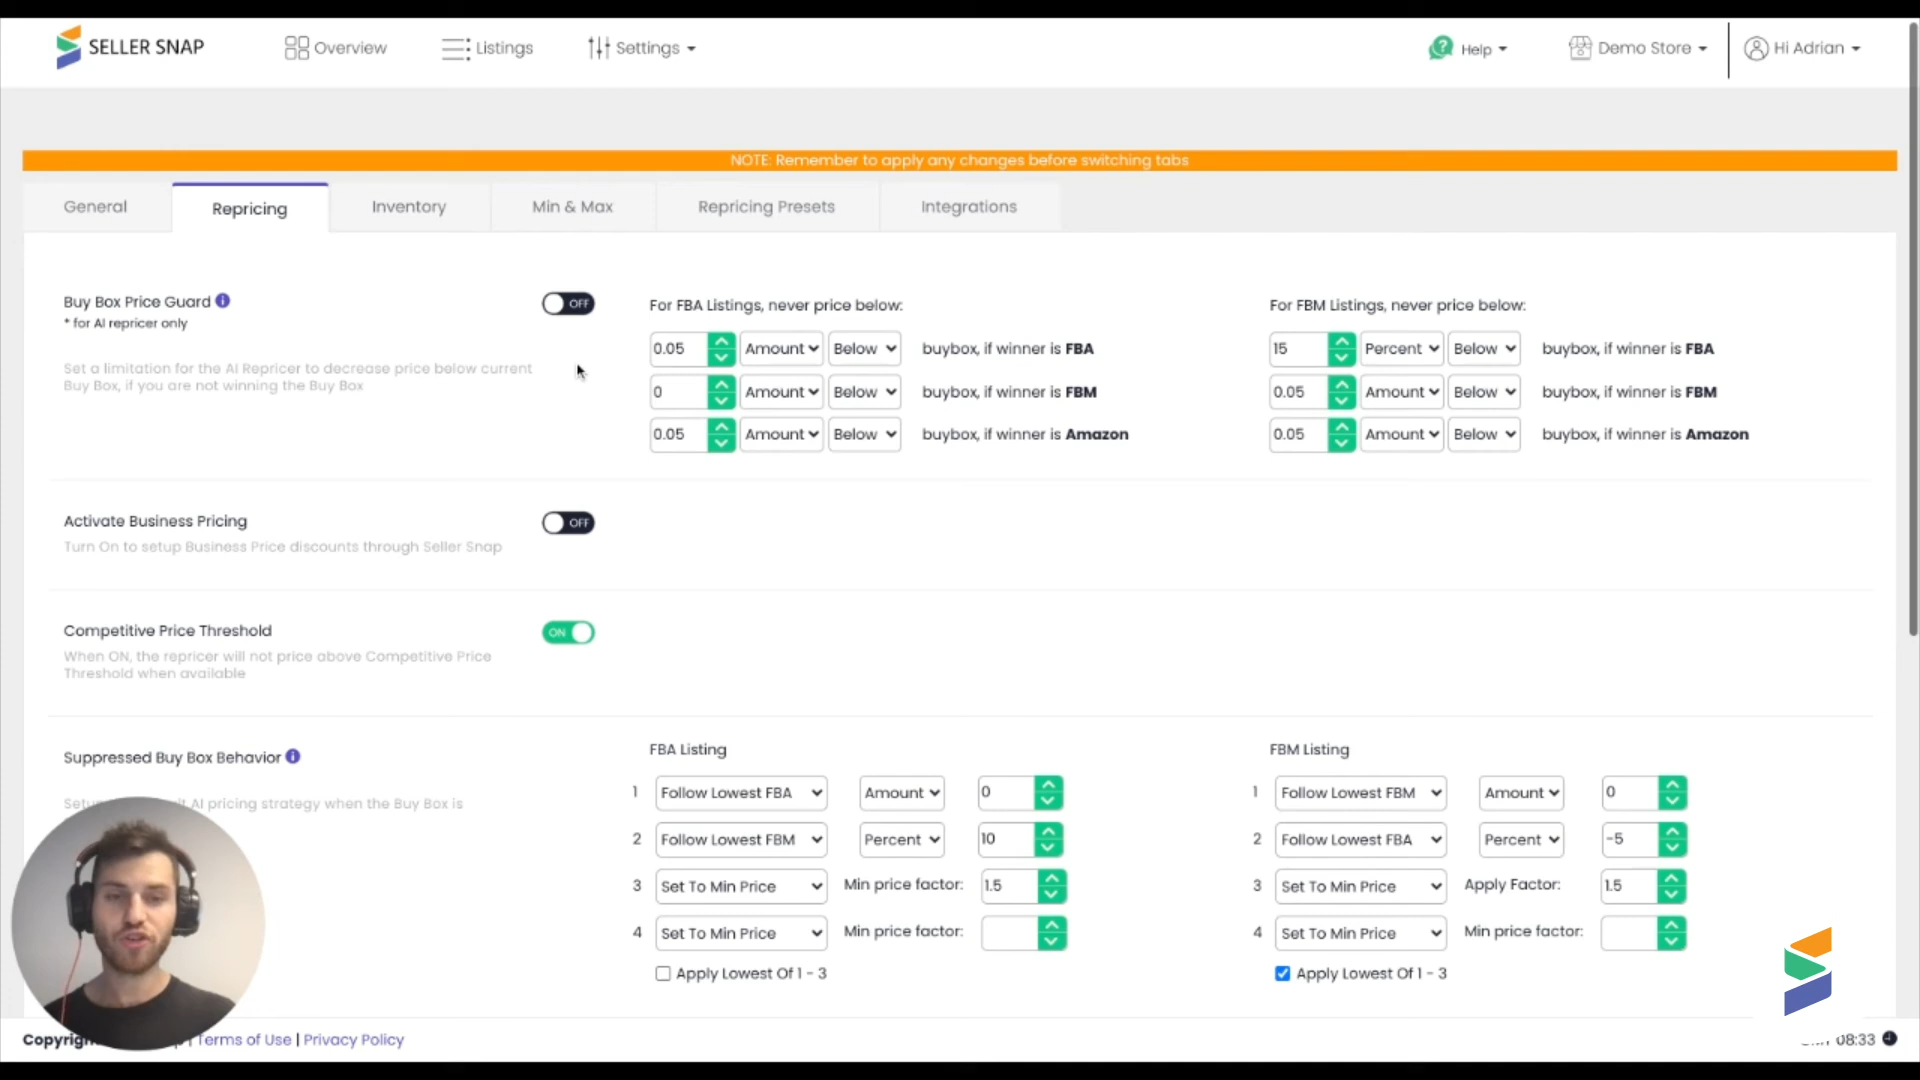 SELLER SNAP
Overview
Listings
Settings
Help
Demo Store
Hi Adrian
NOTE: Remember to apply any changes before switching tabs
General
Repricing
Inventory
Min & Max
Repricing Presets
Integrations
Buy Box Price Guard
* for AI repricer only
OFF
Set a limitation for the AI Repricer to decrease price below current
Buy Box, if you are not winning the Buy Box
For FBA Listings, never price below:
0.05 Amount Below buybox, if winner is FBA
0 Amount Below buybox, if winner is FBM
0.05 Amount Below buybox, if winner is Amazon
For FBM Listings, never price below:
15 Percent Below buybox, if winner is FBA
0.05 Amount Below buybox, if winner is FBM
0.05 Amount Below buybox, if winner is Amazon
Activate Business Pricing
OFF
Turn On to setup Business Price discounts through Seller Snap
Competitive Price Threshold
ON
When ON, the repricer will not price above Competitive Price
Threshold when available
Suppressed Buy Box Behavior
AI pricing strategy when the Buy Box is
FBA Listing
1 Follow Lowest FBA Amount 0
2 Follow Lowest FBM Percent 10
3 Set To Min Price Min price factor: 1.5
4 Set To Min Price Min price factor:
Apply Lowest Of 1 - 3
FBM Listing
1 Follow Lowest FBM Amount 0
2 Follow Lowest FBA Percent -5
3 Set To Min Price Apply Factor: 1.5
4 Set To Min Price Min price factor:
Apply Lowest Of 1 - 3
| Terms of Use | Privacy Policy
08:33